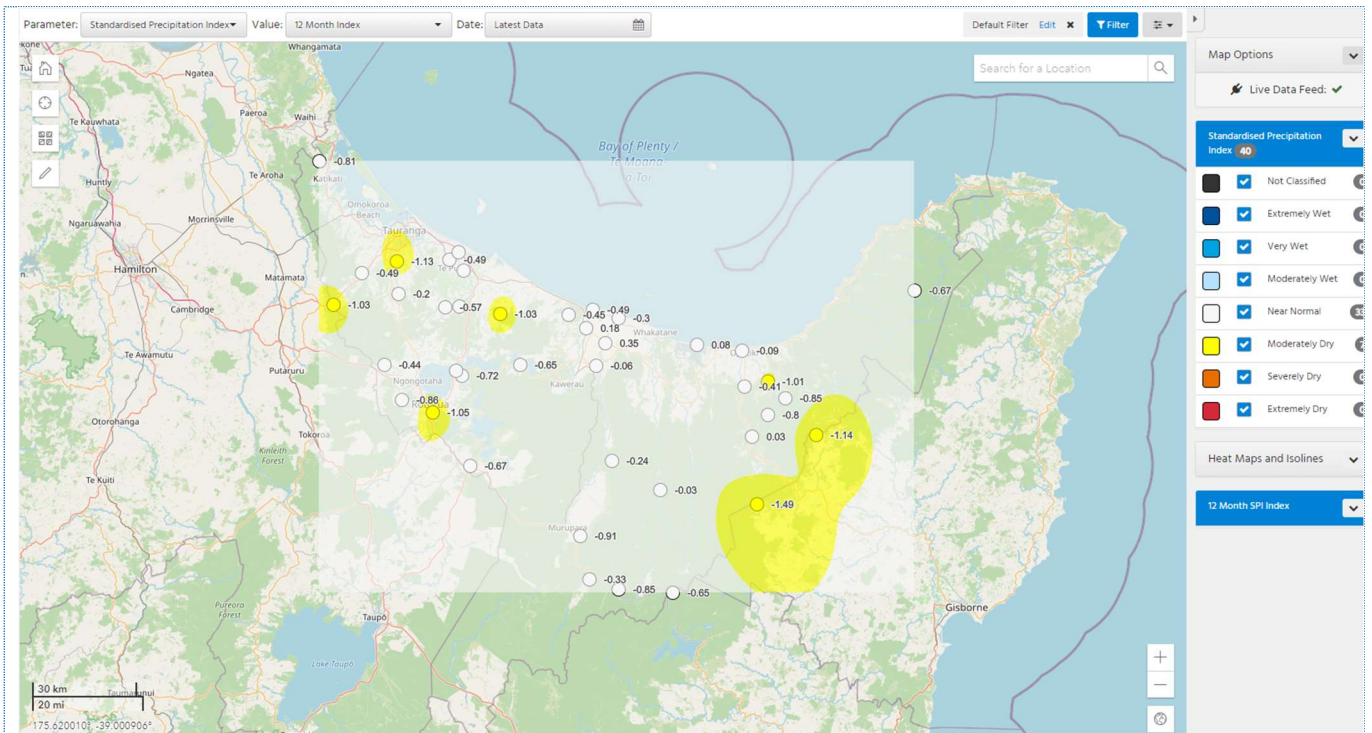 Parameter: Standardised Precipitation Index Value: 12 Month Index Date: Latest Data Default Filter Edit ✖ Filter
Search for a Location
Whangamata
Ngatea
Paeroa
Waihi
Te Kauwhata
Bay of Plenty /
Te Moana-
a-Toi
-0.81
Te Aroha
Katikati
Huntly
Omokoroa
Beach
Ngaruawahia
Morrinsville
Tauranga
-1.13
-0.49
-0.49
Hamilton
Matamata
-0.2
-0.67
-1.03
-0.57
-1.03
-0.45
-0.49
-0.3
Cambridge
0.18
Whakatane
0.35
0.08
-0.09
Te Awamutu
-0.44
-0.65
-0.06
Putaruru
Ngongotaha
-0.72
Kawerau
-1.01
-0.41
-0.86
-0.85
Rotorua
-1.05
-0.8
Otorohanga
Tokoroa
0.03
-1.14
Kinleith
Forest
-0.67
-0.24
Te Kuiti
-0.03
-1.49
Murupara
-0.91
-0.33
-0.85
-0.65
Pureora
Forest
Taupō
Gisborne
Lake Taupō
30 km
20 mi
Taumarunui
175.620010°, -39.000906°
+
−
Map Options
Live Data Feed: ✔
Standardised Precipitation
Index 40
Not Classified
Extremely Wet
Very Wet
Moderately Wet
Near Normal 33
Moderately Dry 7
Severely Dry
Extremely Dry
Heat Maps and Isolines
12 Month SPI Index